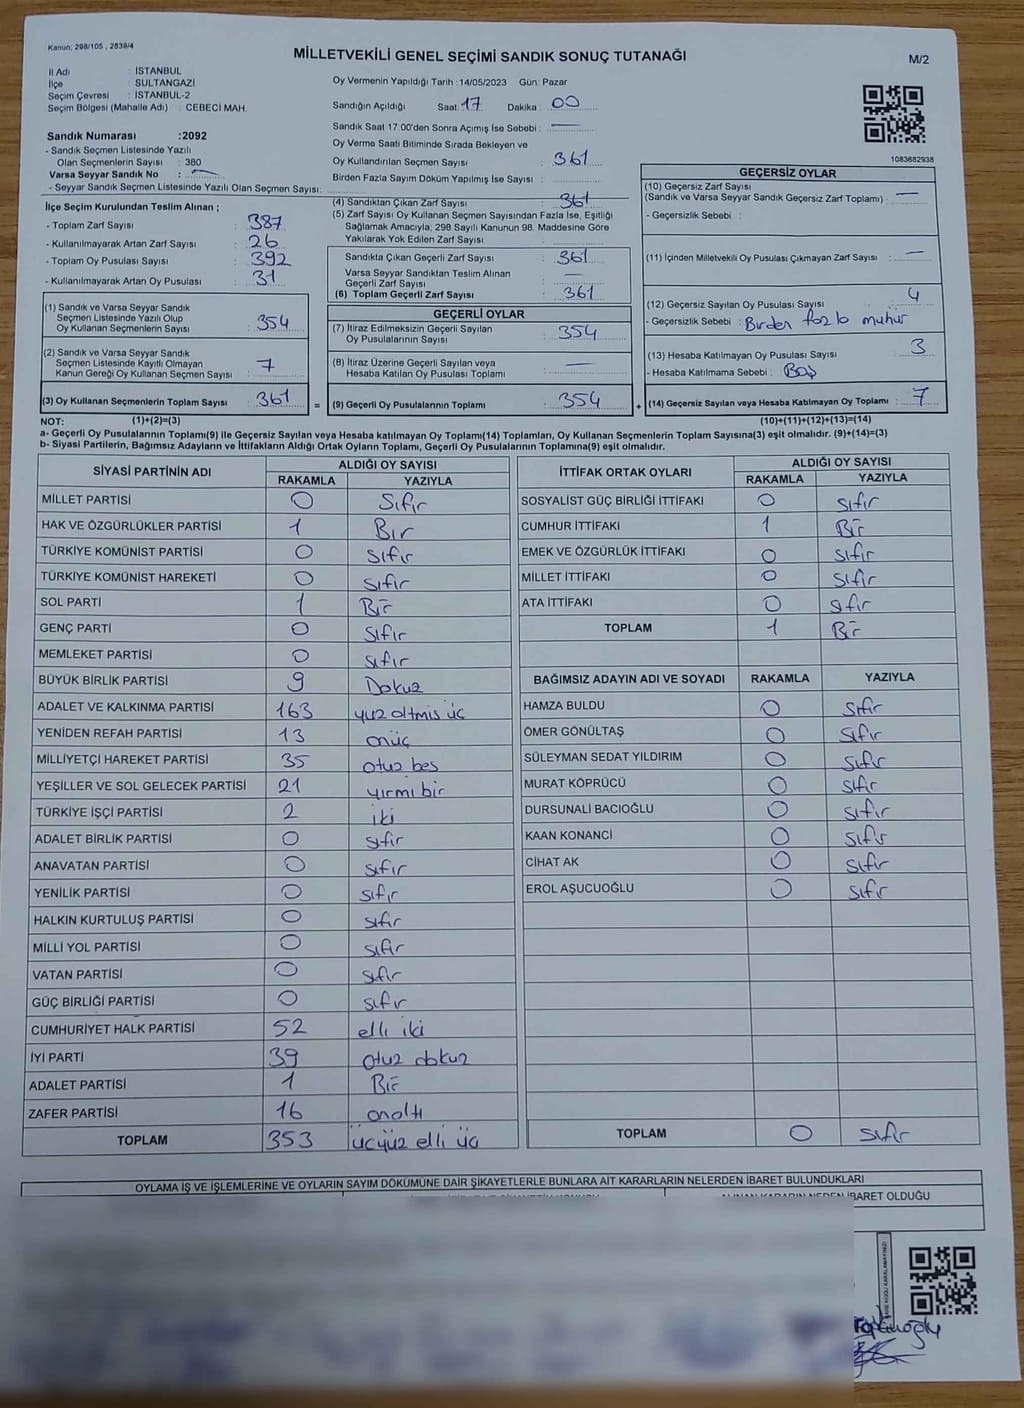 Kanun; 298/105 , 2839/4
MİLLETVEKİLİ GENEL SEÇİMİ SANDIK SONUÇ TUTANAĞI
M/2
İl Adı : İSTANBUL
İlçe : SULTANGAZİ
Seçim Çevresi : İSTANBUL-2
Seçim Bölgesi (Mahalle Adı) : CEBECİ MAH.
Sandık Numarası :2092
- Sandık Seçmen Listesinde Yazılı
Olan Seçmenlerin Sayısı : 380
Varsa Seyyar Sandık No : —
- Seyyar Sandık Seçmen Listesinde Yazılı Olan Seçmen Sayısı:
Oy Vermenin Yapıldığı Tarih : 14/05/2023 Gün: Pazar
Sandığın Açıldığı Saat: 17 Dakika : 00
Sandık Saat 17:00'den Sonra Açmış İse Sebebi : —
Oy Verme Saati Bitiminde Sırada Bekleyen ve
Oy Kullandırılan Seçmen Sayısı : 361
Birden Fazla Sayım Döküm Yapılmış İse Sayısı :
1083682938
İlçe Seçim Kurulundan Teslim Alınan ;
- Toplam Zarf Sayısı : 387
- Kullanılmayarak Artan Zarf Sayısı : 26
- Toplam Oy Pusulası Sayısı : 392
- Kullanılmayarak Artan Oy Pusulası : 31
(4) Sandıktan Çıkan Zarf Sayısı : 361
(5) Zarf Sayısı Oy Kullanan Seçmen Sayısından Fazla İse, Eşitliği
Sağlamak Amacıyla, 298 Sayılı Kanunun 98. Maddesine Göre
Yakılarak Yok Edilen Zarf Sayısı :
Sandıkta Çıkan Geçerli Zarf Sayısı : 361
Varsa Seyyar Sandıktan Teslim Alınan
Geçerli Zarf Sayısı : —
(6) Toplam Geçerli Zarf Sayısı : 361
GEÇERSİZ OYLAR
(10) Geçersiz Zarf Sayısı
(Sandık ve Varsa Seyyar Sandık Geçersiz Zarf Toplamı) : —
- Geçersizlik Sebebi :
(11) İçinden Milletvekili Oy Pusulası Çıkmayan Zarf Sayısı : —
(12) Geçersiz Sayılan Oy Pusulası Sayısı : 4
- Geçersizlik Sebebi : Birden fazla mühür
(13) Hesaba Katılmayan Oy Pusulası Sayısı : 3
- Hesaba Katılmama Sebebi : Boş
(14) Geçersiz Sayılan veya Hesaba Katılmayan Oy Toplamı : 7
(1) Sandık ve Varsa Seyyar Sandık
Seçmen Listesinde Yazılı Olup
Oy Kullanan Seçmenlerin Sayısı : 354
(2) Sandık ve Varsa Seyyar Sandık
Seçmen Listesinde Kayıtlı Olmayan
Kanun Gereği Oy Kullanan Seçmen Sayısı : 7
(3) Oy Kullanan Seçmenlerin Toplam Sayısı : 361
=
GEÇERLİ OYLAR
(7) İtiraz Edilmeksizin Geçerli Sayılan
Oy Pusulalarının Sayısı : 354
(8) İtiraz Üzerine Geçerli Sayılan veya
Hesaba Katılan Oy Pusulası Toplamı : —
(9) Geçerli Oy Pusulalarının Toplamı : 354
+
NOT: (1)+(2)=(3)
(10)+(11)+(12)+(13)=(14)
a- Geçerli Oy Pusulalarının Toplamı(9) ile Geçersiz Sayılan veya Hesaba katılmayan Oy Toplamı(14) Toplamları, Oy Kullanan Seçmenlerin Toplam Sayısına(3) eşit olmalıdır. (9)+(14)=(3)
b- Siyasi Partilerin, Bağımsız Adayların ve İttifakların Aldığı Ortak Oyların Toplamı, Geçerli Oy Pusulalarının Toplamına(9) eşit olmalıdır.
SİYASİ PARTİNİN ADI
ALDIĞI OY SAYISI
RAKAMLA YAZIYLA
MİLLET PARTİSİ 0 Sıfır
HAK VE ÖZGÜRLÜKLER PARTİSİ 1 Bir
TÜRKİYE KOMÜNİST PARTİSİ 0 sıfır
TÜRKİYE KOMÜNİST HAREKETİ 0 sıfır
SOL PARTİ 1 Bir
GENÇ PARTİ 0 sıfır
MEMLEKET PARTİSİ 0 sıfır
BÜYÜK BİRLİK PARTİSİ 9 Dokuz
ADALET VE KALKINMA PARTİSİ 163 yüz altmış üç
YENİDEN REFAH PARTİSİ 13 onüç
MİLLİYETÇİ HAREKET PARTİSİ 35 otuz beş
YEŞİLLER VE SOL GELECEK PARTİSİ 21 yirmi bir
TÜRKİYE İŞÇİ PARTİSİ 2 iki
ADALET BİRLİK PARTİSİ 0 sıfır
ANAVATAN PARTİSİ 0 sıfır
YENİLİK PARTİSİ 0 sıfır
HALKIN KURTULUŞ PARTİSİ 0 sıfır
MİLLİ YOL PARTİSİ 0 sıfır
VATAN PARTİSİ 0 sıfır
GÜÇ BİRLİĞİ PARTİSİ 0 sıfır
CUMHURİYET HALK PARTİSİ 52 elli iki
İYİ PARTİ 39 otuz dokuz
ADALET PARTİSİ 1 Bir
ZAFER PARTİSİ 16 onaltı
TOPLAM 353 üçyüz elli üç
İTTİFAK ORTAK OYLARI
ALDIĞI OY SAYISI
RAKAMLA YAZIYLA
SOSYALİST GÜÇ BİRLİĞİ İTTİFAKI 0 sıfır
CUMHUR İTTİFAKI 1 Bir
EMEK VE ÖZGÜRLÜK İTTİFAKI 0 sıfır
MİLLET İTTİFAKI 0 sıfır
ATA İTTİFAKI 0 sıfır
TOPLAM 1 Bir
BAĞIMSIZ ADAYIN ADI VE SOYADI RAKAMLA YAZIYLA
HAMZA BULDU 0 sıfır
ÖMER GÖNÜLTAŞ 0 sıfır
SÜLEYMAN SEDAT YILDIRIM 0 sıfır
MURAT KÖPRÜCÜ 0 sıfır
DURSUNALİ BACIOĞLU 0 sıfır
KAAN KONANCİ 0 sıfır
CİHAT AK 0 sıfır
EROL AŞUCUOĞLU 0 sıfır
TOPLAM 0 sıfır
OYLAMA İŞ VE İŞLEMLERİNE VE OYLARIN SAYIM DÖKÜMÜNE DAİR ŞİKAYETLERLE BUNLARA AİT KARARLARIN NELERDEN İBARET BULUNDUKLARI
İBARET OLDUĞU